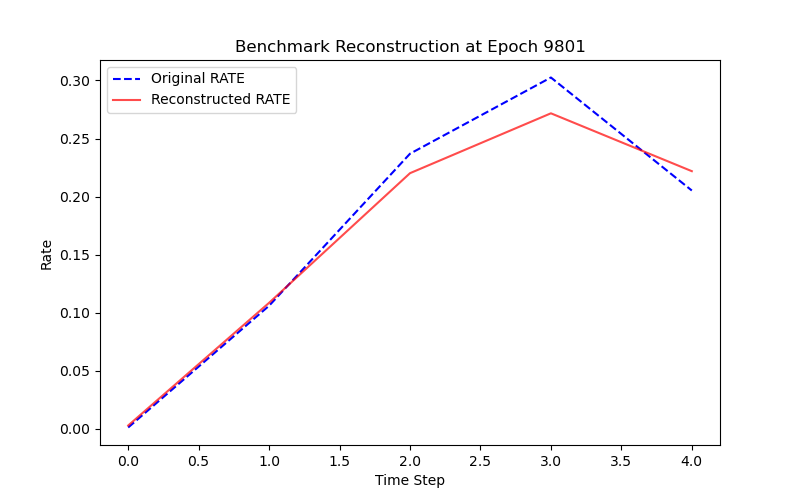 Benchmark Reconstruction at Epoch 9801
Original RATE
Reconstructed RATE
0.30
0.25
0.20
0.15
0.10
0.05
0.00
Rate
0.0 0.5 1.0 1.5 2.0 2.5 3.0 3.5 4.0
Time Step